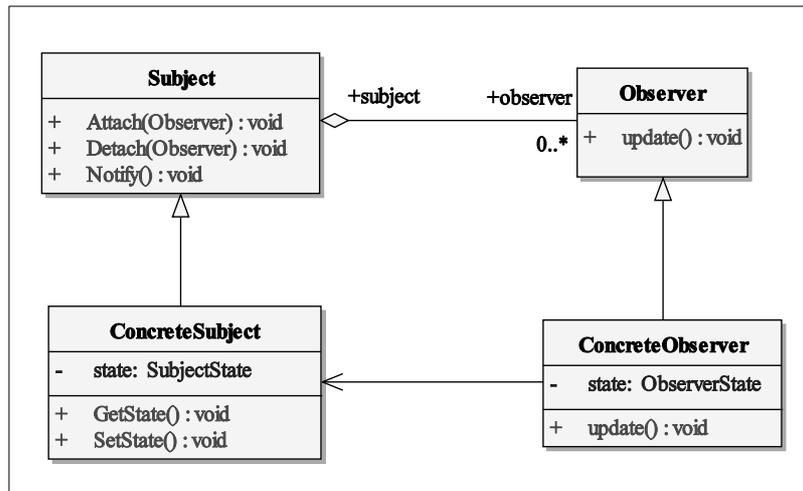 Subject
+ Attach(Observer) : void
+ Detach(Observer) : void
+ Notify() : void
+subject
+observer
0..*
Observer
+ update() : void
ConcreteSubject
- state: SubjectState
+ GetState() : void
+ SetState() : void
ConcreteObserver
- state: ObserverState
+ update() : void